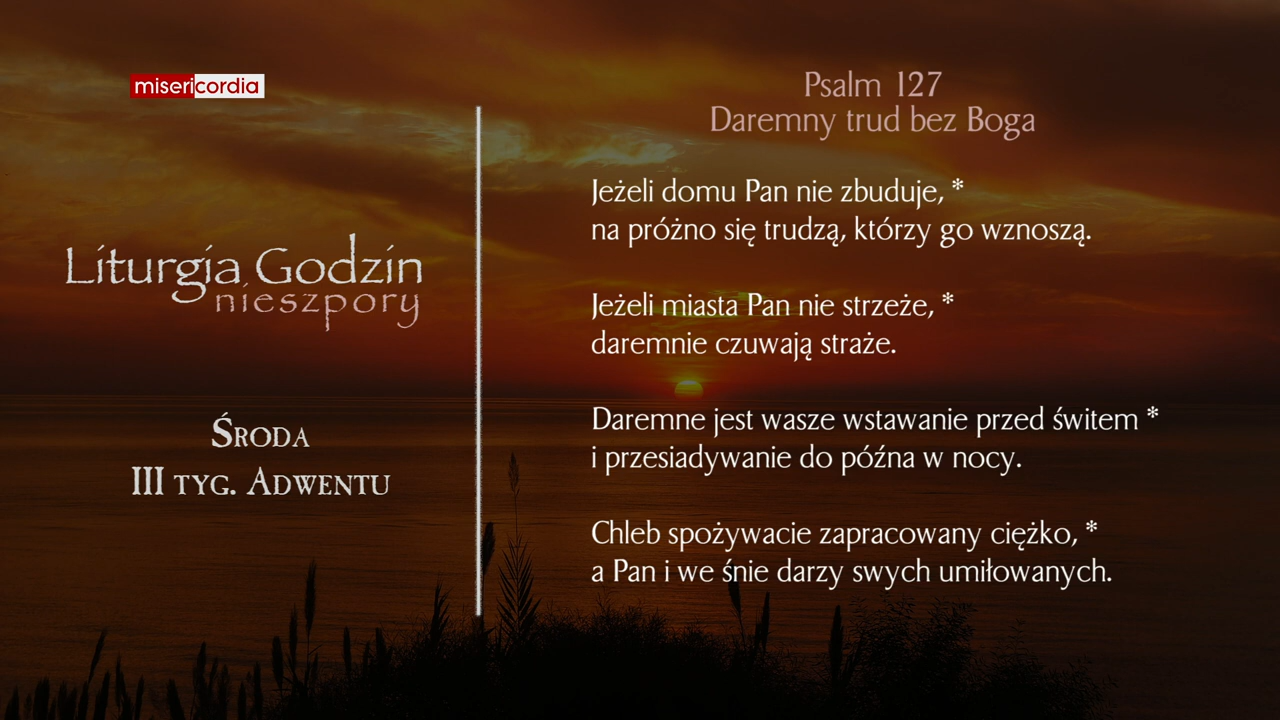 misericordia
Liturgia Godzin
nieszpory
Środa
III tyg. Adwentu
Psalm 127
Daremny trud bez Boga
Jeżeli domu Pan nie zbuduje, *
na próżno się trudzą, którzy go wznoszą.
Jeżeli miasta Pan nie strzeże, *
daremnie czuwają straże.
Daremne jest wasze wstawanie przed świtem *
i przesiadywanie do późna w nocy.
Chleb spożywacie zapracowany ciężko, *
a Pan i we śnie darzy swych umiłowanych.